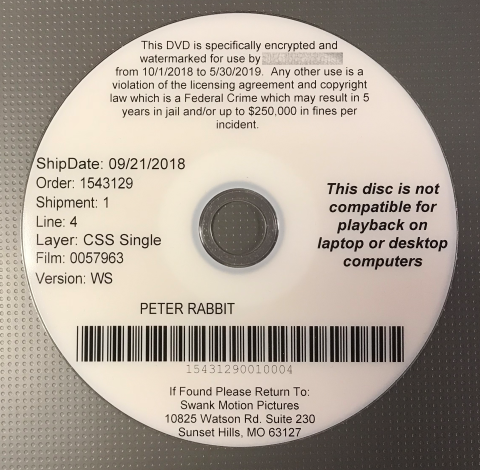 This DVD is specifically encrypted and
watermarked for use by
from 10/1/2018 to 5/30/2019. Any other use is a
violation of the licensing agreement and copyright
law which is a Federal Crime which may result in 5
years in jail and/or up to $250,000 in fines per
incident.
ShipDate: 09/21/2018
Order: 1543129
Shipment: 1
Line: 4
Layer: CSS Single
Film: 0057963
Version: WS
This disc is not
compatible for
playback on
laptop or desktop
computers
PETER RABBIT
15431290010004
If Found Please Return To:
Swank Motion Pictures
10825 Watson Rd. Suite 230
Sunset Hills, MO 63127